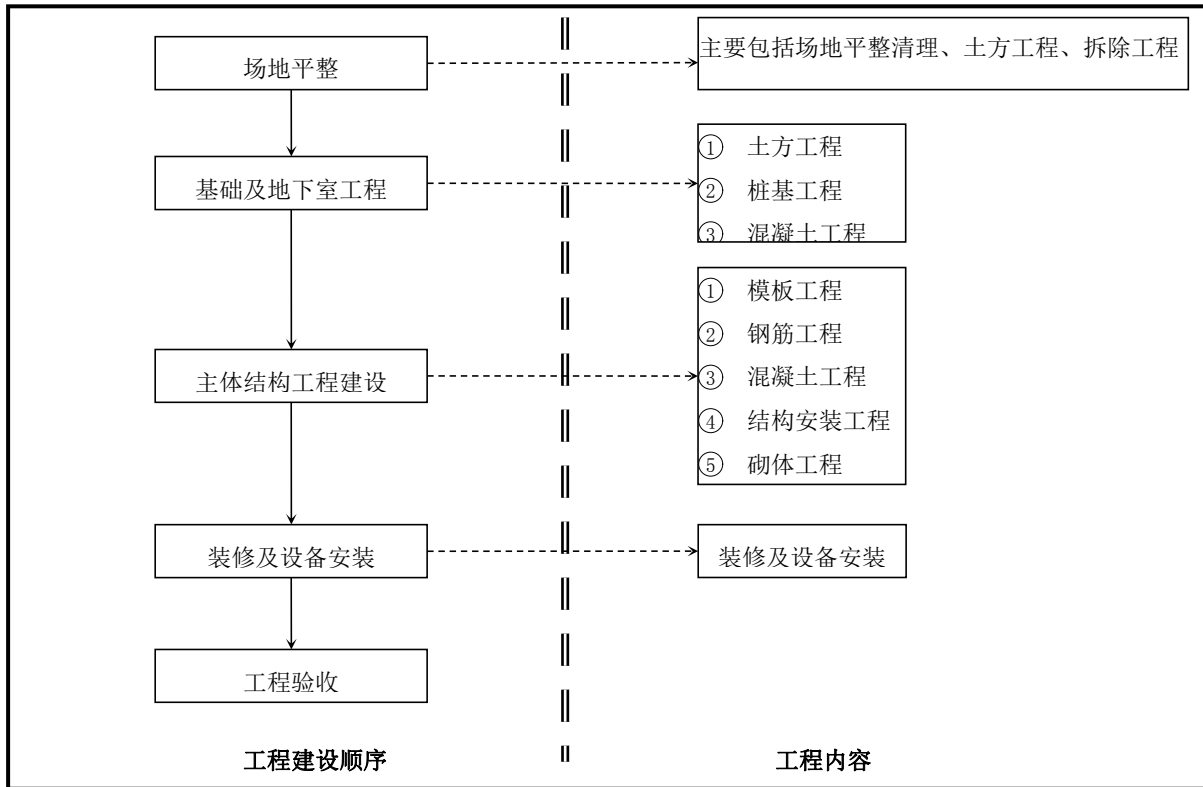 场地平整
主要包括场地平整清理、土方工程、拆除工程
基础及地下室工程
① 土方工程
② 桩基工程
③ 混凝土工程
主体结构工程建设
① 模板工程
② 钢筋工程
③ 混凝土工程
④ 结构安装工程
⑤ 砌体工程
装修及设备安装
装修及设备安装
工程验收
工程建设顺序
工程内容